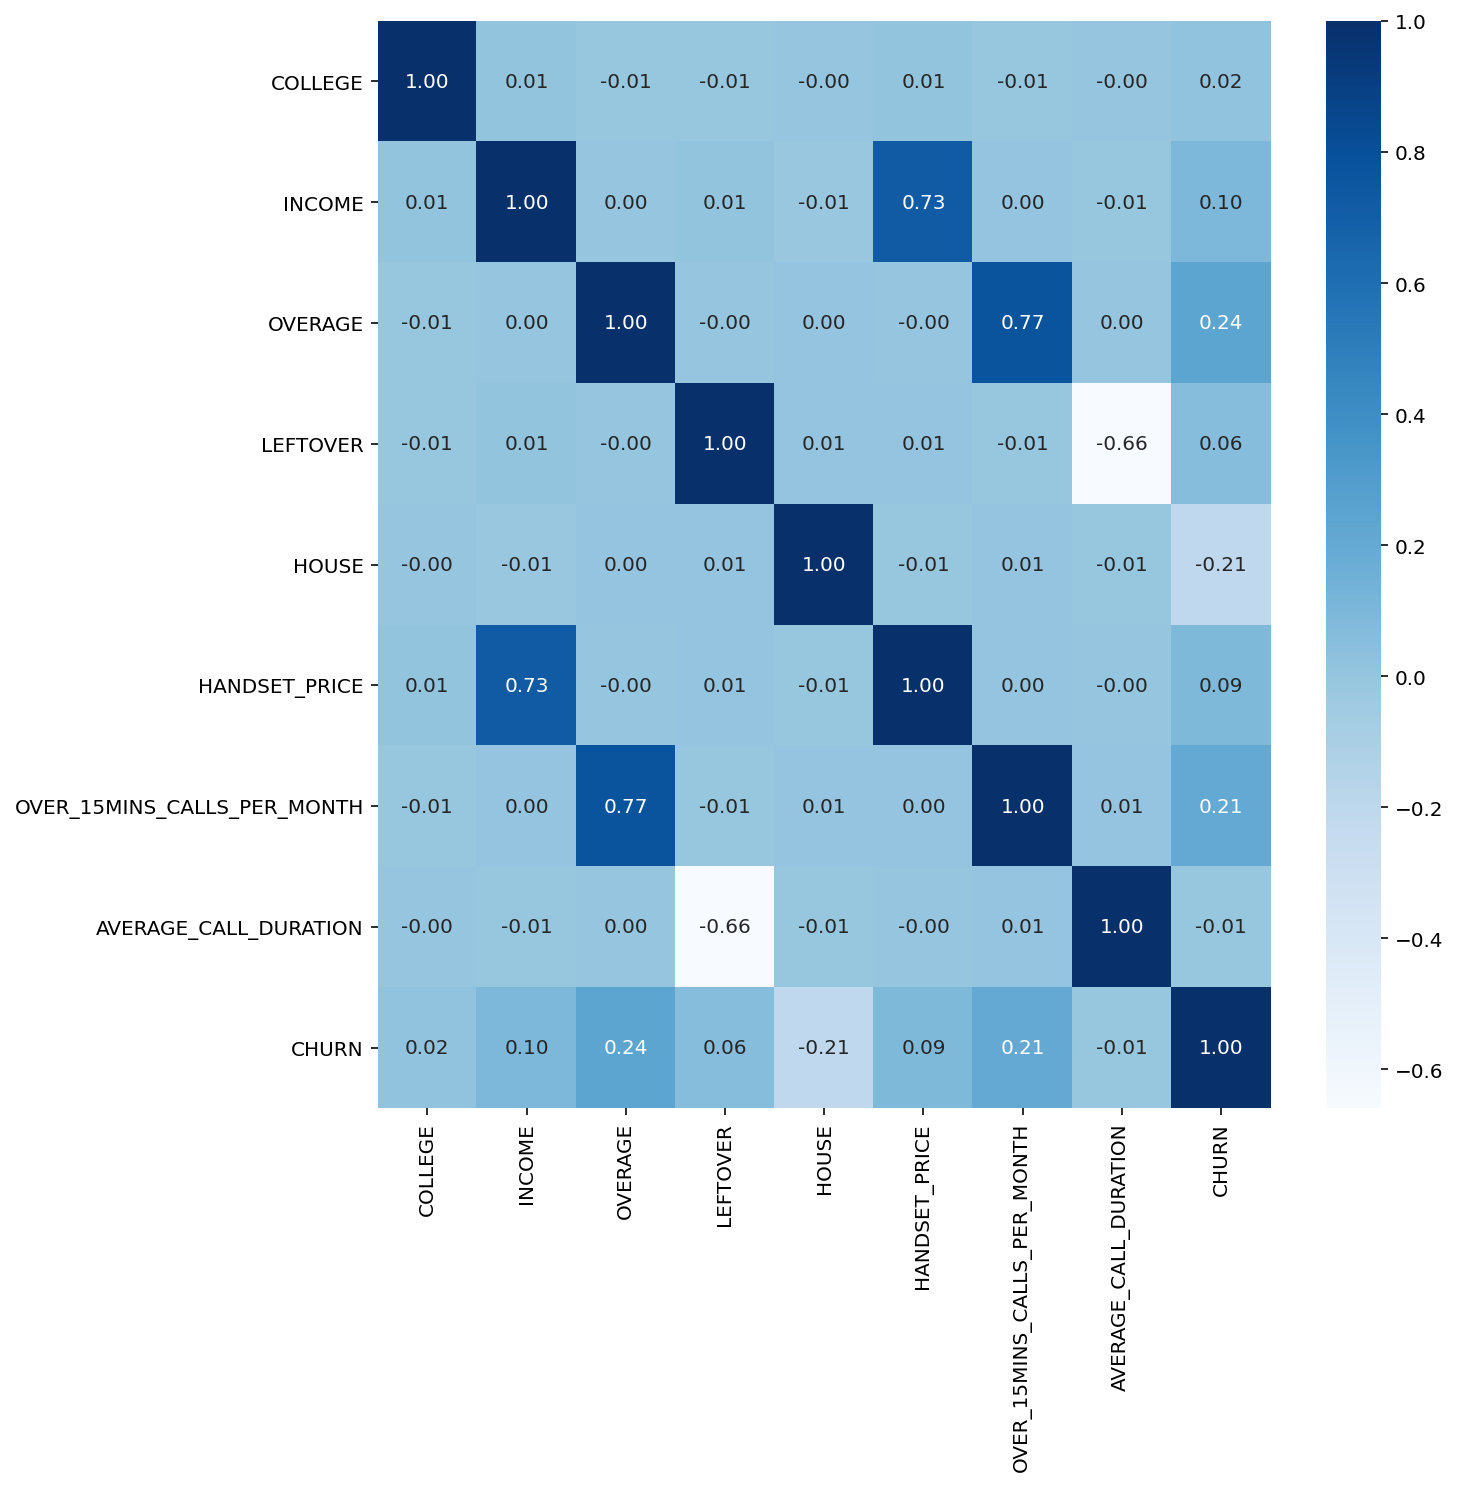 COLLEGE 1.00 0.01 -0.01 -0.01 -0.00 0.01 -0.01 -0.00 0.02
INCOME 0.01 1.00 0.00 0.01 -0.01 0.73 0.00 -0.01 0.10
OVERAGE -0.01 0.00 1.00 -0.00 0.00 -0.00 0.77 0.00 0.24
LEFTOVER -0.01 0.01 -0.00 1.00 0.01 0.01 -0.01 -0.66 0.06
HOUSE -0.00 -0.01 0.00 0.01 1.00 -0.01 0.01 -0.01 -0.21
HANDSET_PRICE 0.01 0.73 -0.00 0.01 -0.01 1.00 0.00 -0.00 0.09
OVER_15MINS_CALLS_PER_MONTH -0.01 0.00 0.77 -0.01 0.01 0.00 1.00 0.01 0.21
AVERAGE_CALL_DURATION -0.00 -0.01 0.00 -0.66 -0.01 -0.00 0.01 1.00 -0.01
CHURN 0.02 0.10 0.24 0.06 -0.21 0.09 0.21 -0.01 1.00
COLLEGE
INCOME
OVERAGE
LEFTOVER
HOUSE
HANDSET_PRICE
OVER_15MINS_CALLS_PER_MONTH
AVERAGE_CALL_DURATION
CHURN
1.0
0.8
0.6
0.4
0.2
0.0
−0.2
−0.4
−0.6